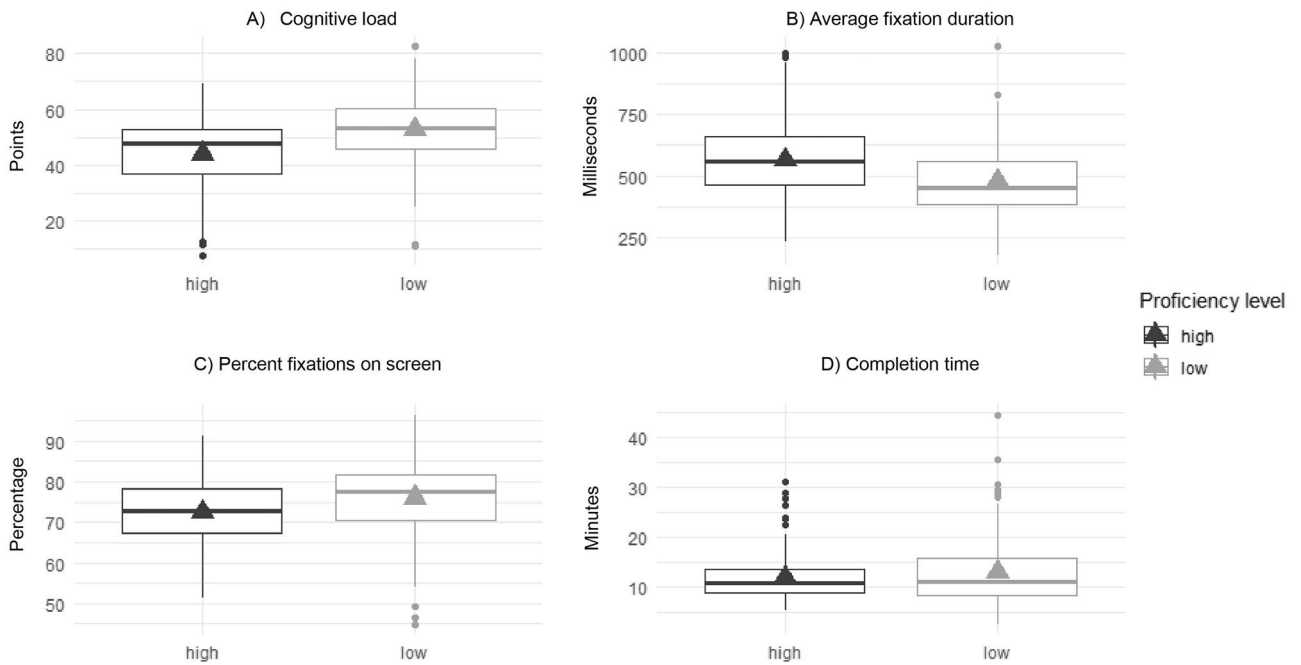 A) Cognitive load
Points
80
60
40
20
high
low
B) Average fixation duration
Milliseconds
1000
750
500
250
high
low
Proficiency level
high
low
C) Percent fixations on screen
Percentage
90
80
70
60
50
high
low
D) Completion time
Minutes
40
30
20
10
high
low